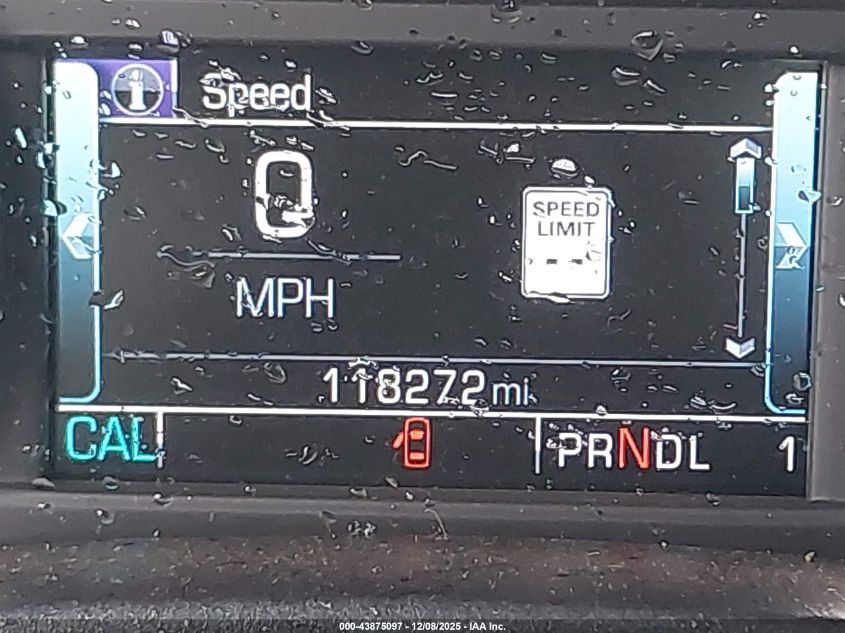 i Speed
0
SPEED
LIMIT
--
MPH
118272 mi
CAL
PRNDL 1
000-43875097 - 12/08/2025 - IAA Inc.